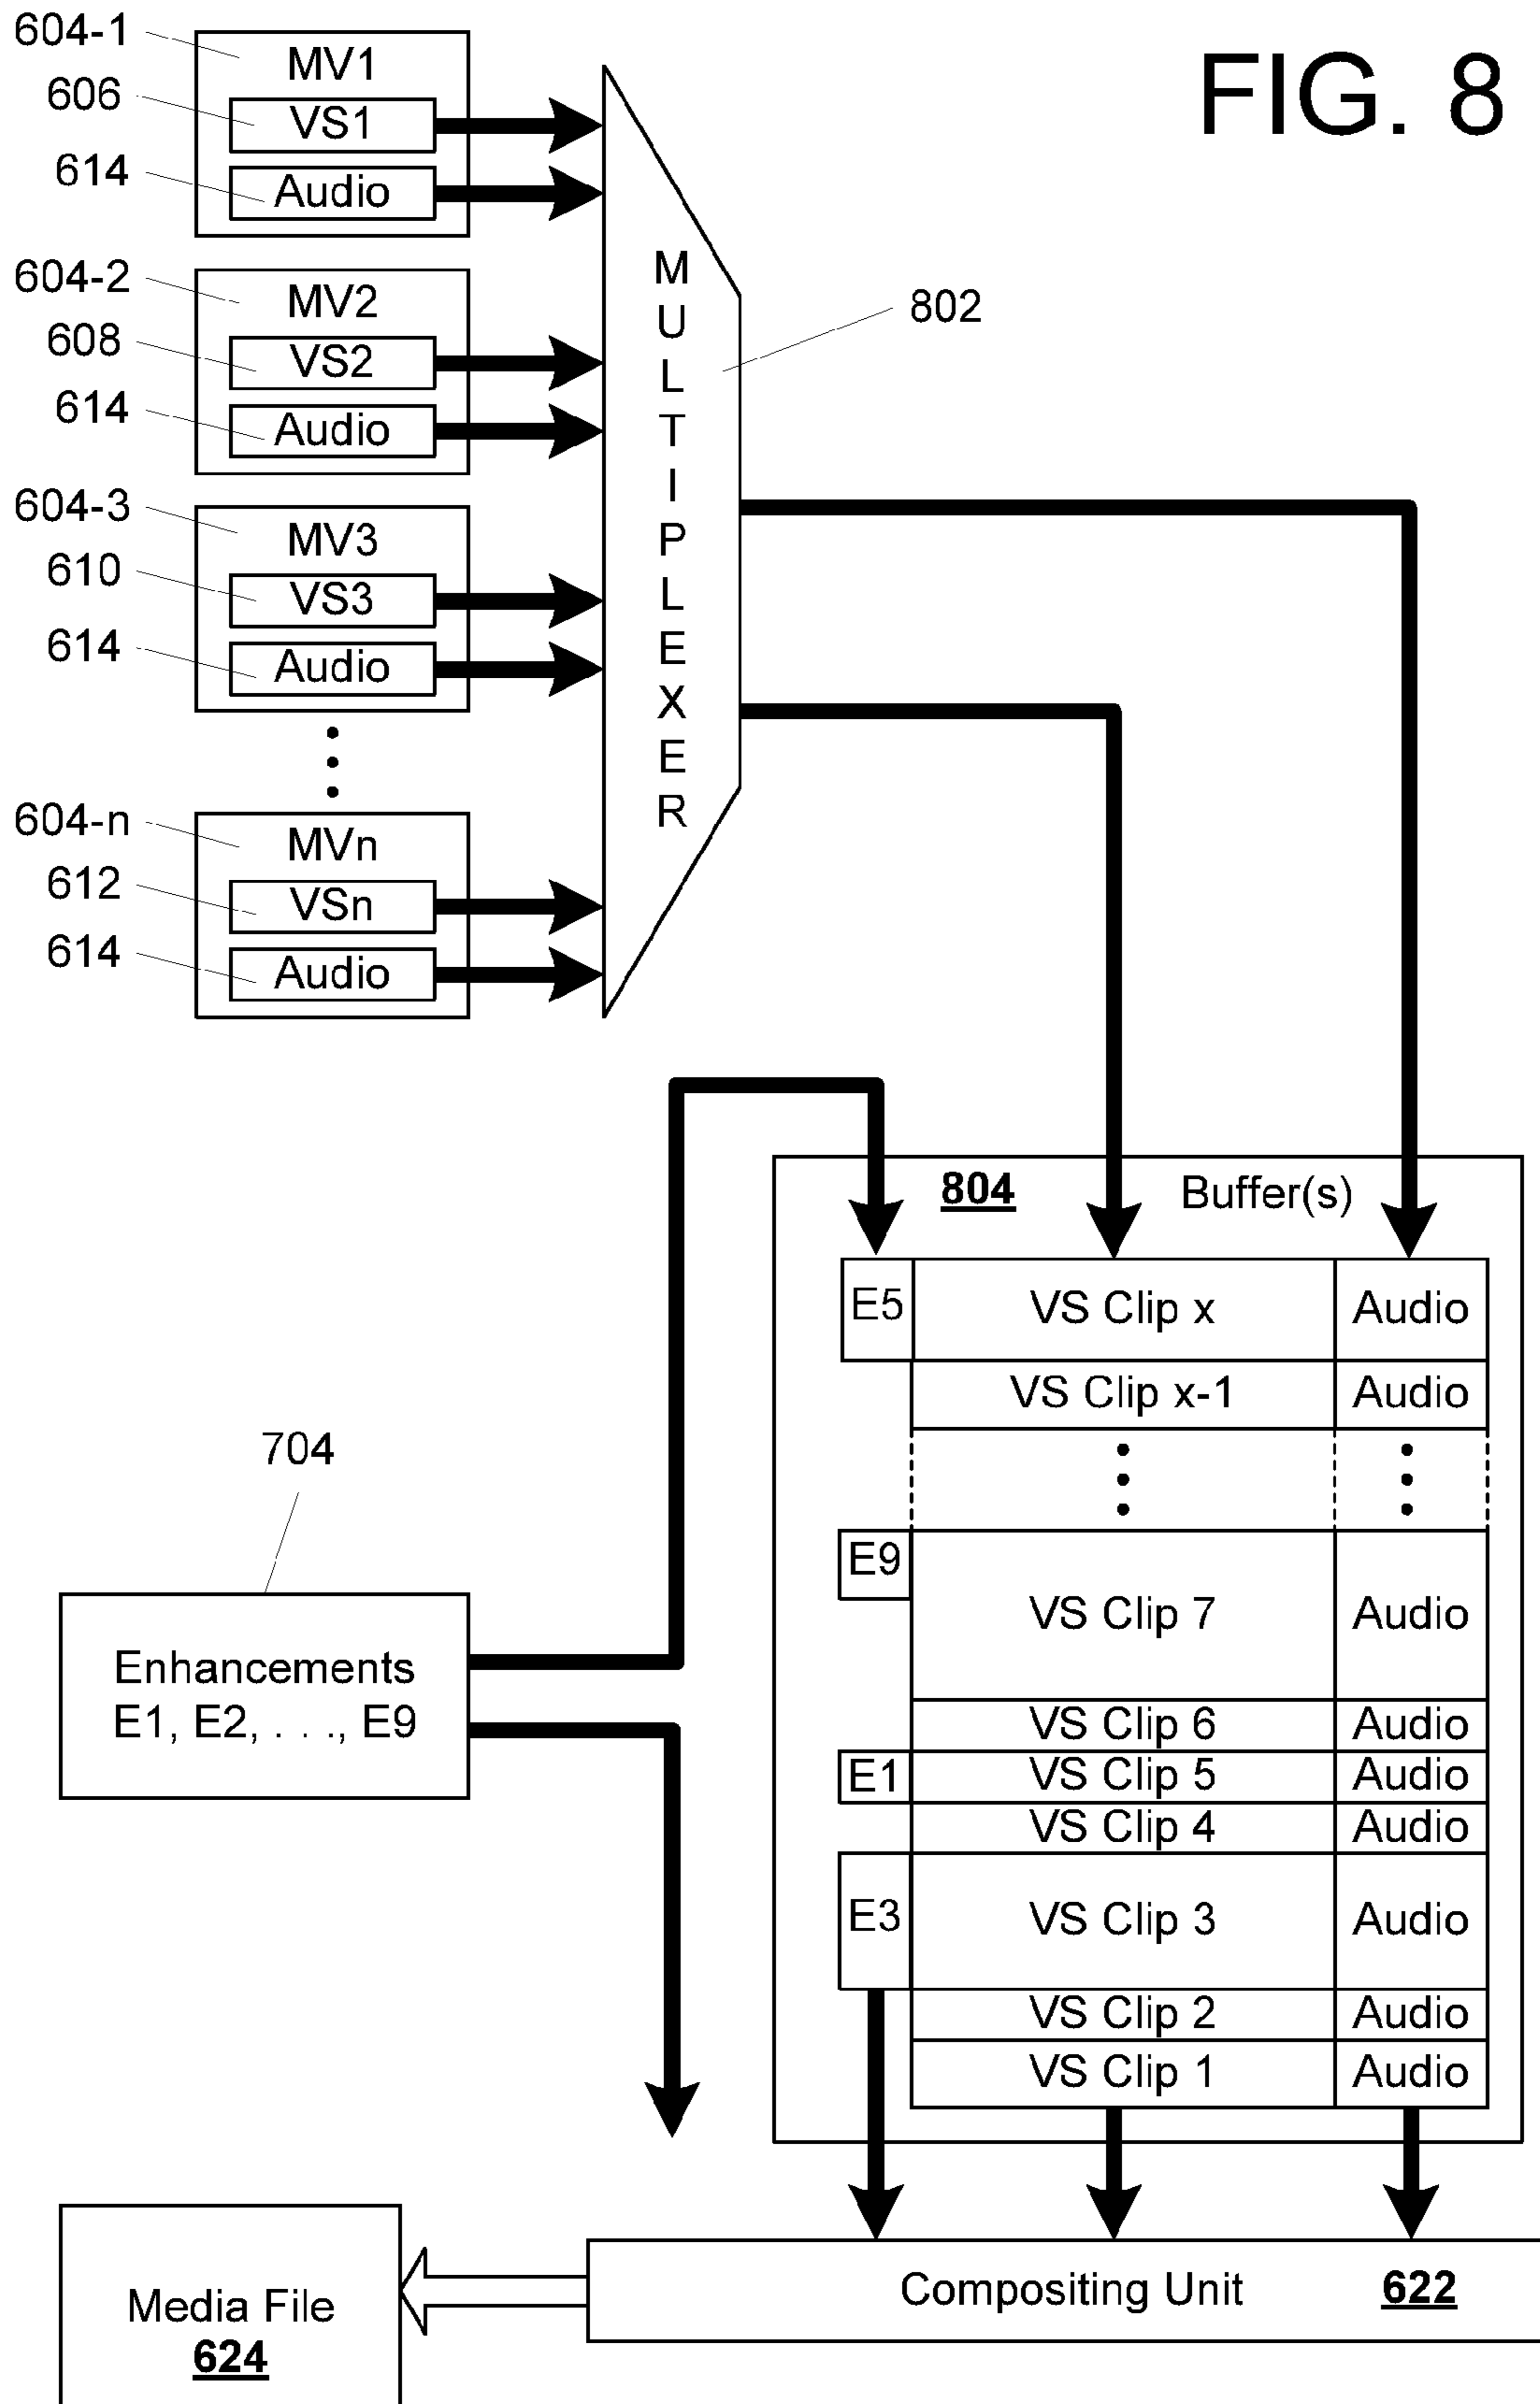 FIG. 8
604-1
MV1
606
VS1
614
Audio
604-2
MV2
608
VS2
614
Audio
604-3
MV3
610
VS3
614
Audio
604-n
MVn
612
VSn
614
Audio
MULTIPLEXER
802
804 Buffer(s)
E5 VS Clip x Audio
VS Clip x-1 Audio
E9 VS Clip 7 Audio
VS Clip 6 Audio
E1 VS Clip 5 Audio
VS Clip 4 Audio
E3 VS Clip 3 Audio
VS Clip 2 Audio
VS Clip 1 Audio
704
Enhancements
E1, E2, . . ., E9
Compositing Unit 622
Media File
624